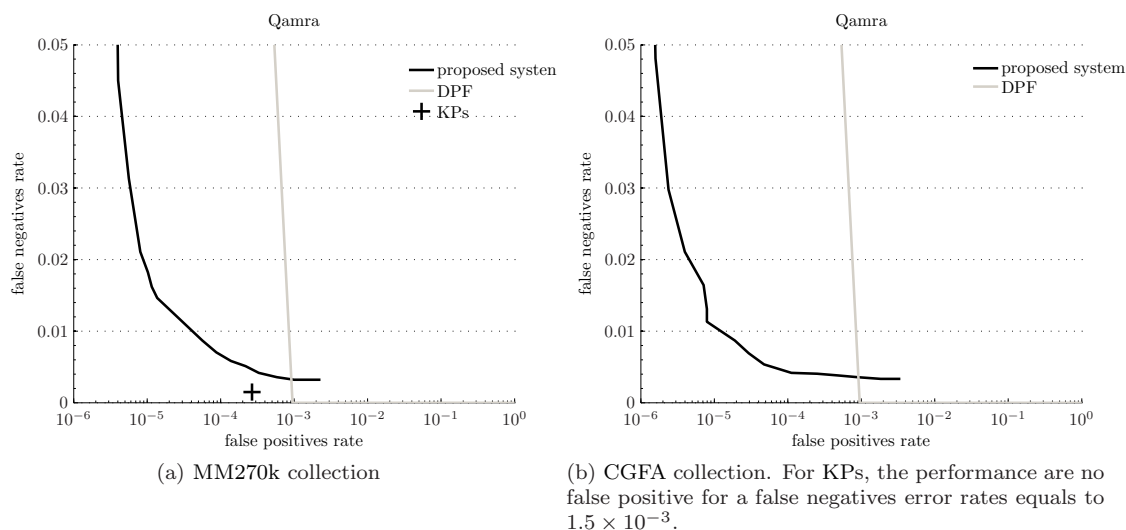 Qamra
0.05
0.04
0.03
0.02
0.01
0
false negatives rate
10⁻⁶ 10⁻⁵ 10⁻⁴ 10⁻³ 10⁻² 10⁻¹ 10⁰
false positives rate
proposed systen
DPF
KPs
(a) MM270k collection
Qamra
0.05
0.04
0.03
0.02
0.01
0
false negatives rate
10⁻⁶ 10⁻⁵ 10⁻⁴ 10⁻³ 10⁻² 10⁻¹ 10⁰
false positives rate
proposed system
DPF
(b) CGFA collection. For KPs, the performance are no
false positive for a false negatives error rates equals to
1.5 × 10⁻³.